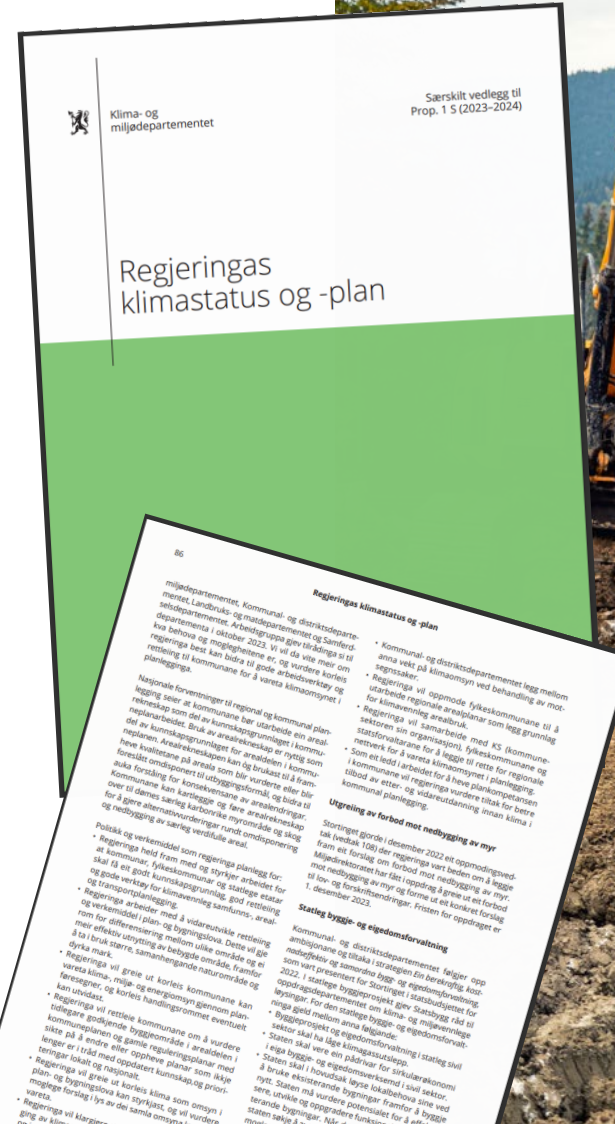 Klima- og
miljødepartementet
Særskilt vedlegg til
Prop. 1 S (2023–2024)
Regjeringas
klimastatus og -plan
86
Regjeringas klimastatus og -plan
miljødepartementet, Kommunal- og distriktsdeparte-
mentet, Landbruks- og matdepartementet og Samferd-
selsdepartementet. Arbeidsgruppa gjev tilrådinga si til
departementa i oktober 2023. Vi vil da vite meir om
kva behova og moglegheitene er, og vurdere korleis
regjeringa best kan bidra til gode arbeidsverktøy og
rettleiing til kommunane for å vareta klimaomsynet i
planlegginga.
Nasjonale forventninger til regional og kommunal plan-
legging seier at kommunane bør utarbeide ein areal-
rekneskap som del av kunnskapsgrunnlaget i kommu-
neplanarbeidet. Bruk av arealrekneskap er nyttig som
del av kunnskapsgrunnlaget for arealdelen i kommu-
neplanen. Arealrekneskapen kan òg brukast til å fram-
heve kvalitetane på areala som blir vurderte eller blir
foreslått omdisponert til utbyggingsformål, og bidra til
auka forståing for konsekvensane av arealendringar.
Kommunane kan kartleggje og føre arealrekneskap
over til dømes særleg karbonrike myrområde og skog
for å gjere alternativvurderingar rundt omdisponering
og nedbygging av særleg verdifulle areal.
Politikk og verkemiddel som regjeringa planlegg for:
• Regjeringa held fram med og styrkjer arbeidet for
at kommunar, fylkeskommunar og statlege etatar
skal få eit godt kunnskapsgrunnlag, god rettleiing
og gode verktøy for klimavennleg samfunns-, areal-
og transportplanlegging.
• Regjeringa arbeider med å vidareutvikle rettleiing
og verkemiddel i plan- og bygningslova. Dette vil gje
rom for differensiering mellom ulike område og ei
meir effektiv utnytting av bebygde område, framfor
å ta i bruk større, samanhengande naturområde og
dyrka mark.
• Regjeringa vil greie ut korleis kommunane kan
vareta klima-, miljø- og energiomsyn gjennom plan-
føresegner, og korleis handlingsrommet eventuelt
kan utvidast.
• Regjeringa vil rettleie kommunane om å vurdere
tidlegare godkjende byggjeområde i arealdelen i
kommuneplanen og gamle reguleringsplanar med
sikte på å endre eller oppheve planar som ikkje
lenger er i tråd med oppdatert kunnskap og priori-
teringar lokalt og nasjonalt.
• Regjeringa vil greie ut korleis klima som omsyn i
plan- og bygningslova kan styrkjast, og vil vurdere
moglege forslag i lys av dei samla omsyna
vareta.
• Regjeringa vil
ging av
• Kommunal- og distriktsdepartementet legg mellom
anna vekt på klimaomsyn ved behandling av mot-
segnssaker.
• Regjeringa vil oppmode fylkeskommunane til å
utarbeide regionale arealplanar som legg grunnlag
for klimavennleg arealbruk.
• Regjeringa vil samarbeide med KS (kommune-
sektoren sin organisasjon), fylkeskommunane og
statsforvaltarane for å leggje til rette for regionale
nettverk for å vareta klimaomsynet i planlegging.
• Som eit ledd i arbeidet for å heve plankompetansen
i kommunane vil regjeringa vurdere tiltak for betre
tilbod av etter- og vidareutdanning innan klima i
kommunal planlegging.
Utgreiing av forbod mot nedbygging av myr
Stortinget gjorde i desember 2022 eit oppmodingsved-
tak (vedtak 108) der regjeringa vart beden om å leggje
fram eit forslag om forbod mot nedbygging av myr.
Miljødirektoratet har fått i oppdrag å greie ut eit forbod
mot nedbygging av myr og forme ut eit konkret forslag
til lov- og forskriftsendringar. Fristen for oppdraget er
1. desember 2023.
Statleg byggje- og eigedomsforvaltning
Kommunal- og distriktsdepartementet følgjer opp
ambisjonane og tiltaka i strategien Ein berekraftig, kost-
nadseffektiv og samordna bygg- og eigedomsforvaltning
som vart presentert for Stortinget i statsbudsjettet for
2022. I statlege byggjeprosjekt gjev Statsbygg råd til
oppdragsdepartementet om klima- og miljøvennlege
løysingar. For den statlege byggje- og eigedomsforvalt-
ninga gjeld mellom anna følgjande:
• Byggjeprosjekt og eigedomsforvaltning i statleg sivil
sektor skal ha låge klimagassutslepp.
• Staten skal vere ein pådrivar for sirkulærøkonomi
i eiga byggje- og eigedomsverksemd i sivil sektor.
• Staten skal i hovudsak løyse lokalbehova sine ved
å bruke eksisterande bygningar framfor å byggje
nytt. Staten må vurdere potensialet for å
sere, utvikle og oppgradere
terande bygningar. Når
staten søkje å